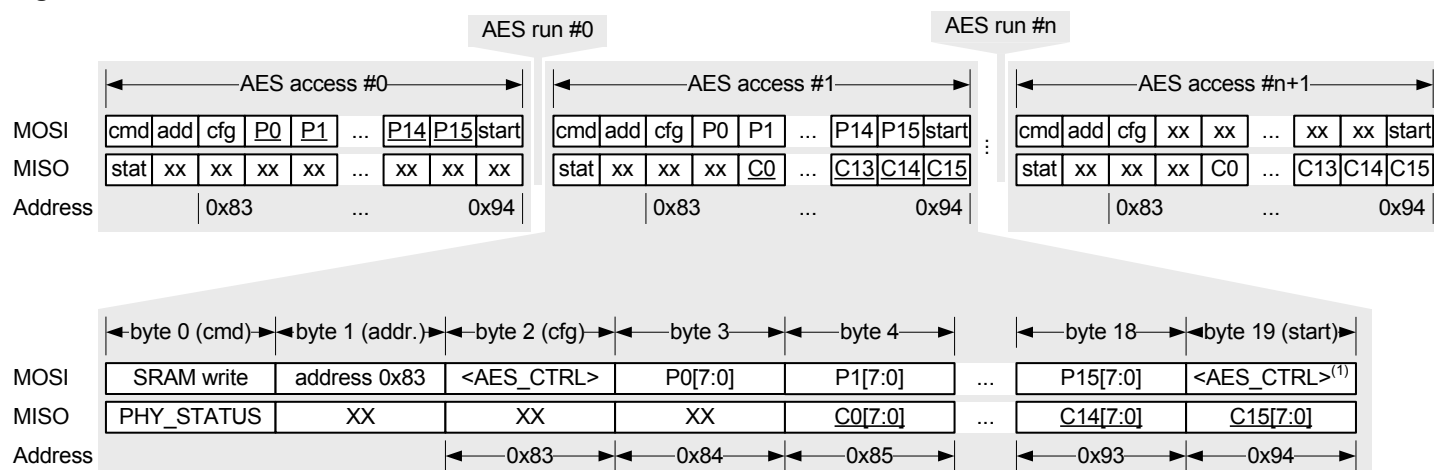 AES run #0 AES run #n
AES access #0 AES access #1 AES access #n+1
MOSI cmd add cfg P0 P1 ... P14 P15 start cmd add cfg P0 P1 ... P14 P15 start ... cmd add cfg xx xx ... xx xx start
MISO stat xx xx xx xx ... xx xx xx stat xx xx xx C0 ... C13 C14 C15 stat xx xx xx C0 ... C13 C14 C15
Address 0x83 ... 0x94 0x83 ... 0x94 0x83 ... 0x94
byte 0 (cmd) byte 1 (addr.) byte 2 (cfg) byte 3 byte 4 byte 18 byte 19 (start)
MOSI SRAM write address 0x83 <AES_CTRL> P0[7:0] P1[7:0] ... P15[7:0] <AES_CTRL>(1)
MISO PHY_STATUS XX XX XX C0[7:0] ... C14[7:0] C15[7:0]
Address 0x83 0x84 0x85 0x93 0x94